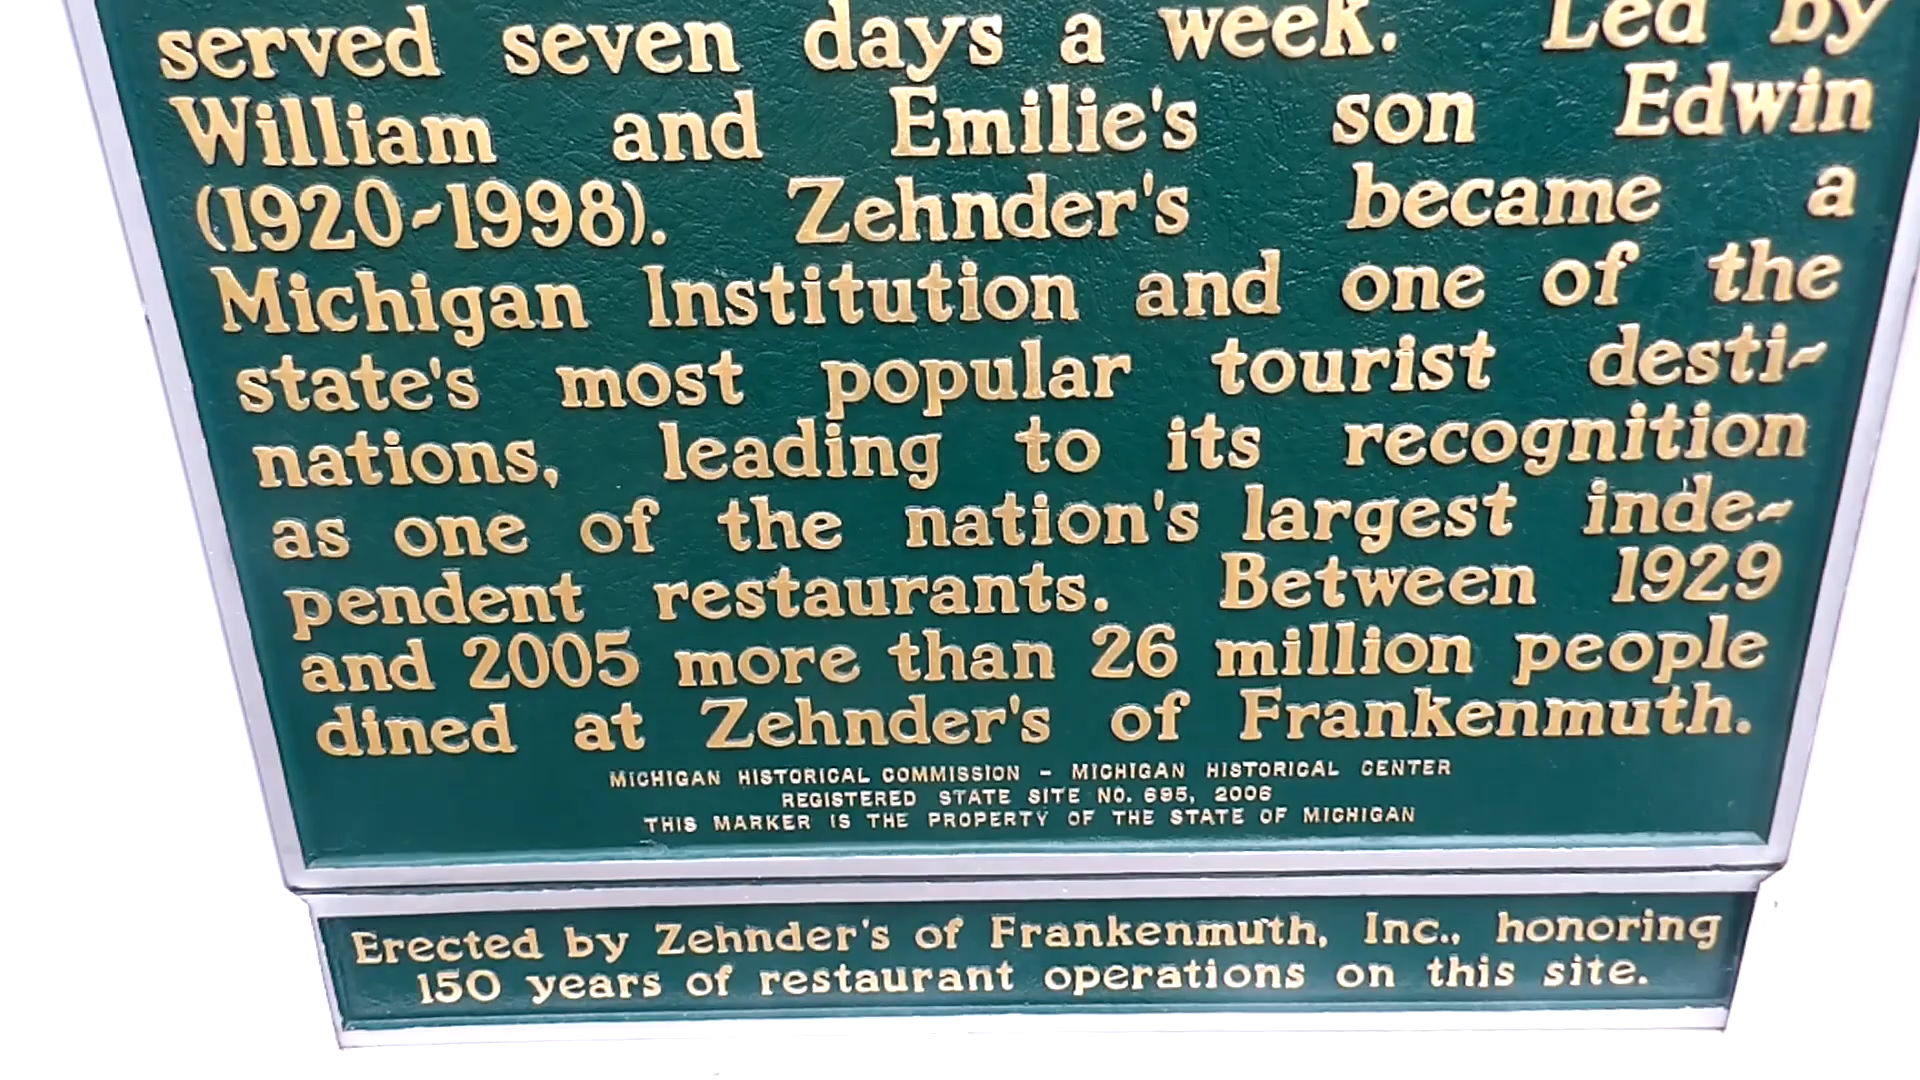 served seven days a week. Led by
William and Emilie's son Edwin
(1920-1998). Zehnder's became a
Michigan Institution and one of the
state's most popular tourist desti-
nations, leading to its recognition
as one of the nation's largest inde-
pendent restaurants. Between 1929
and 2005 more than 26 million people
dined at Zehnder's of Frankenmuth.
MICHIGAN HISTORICAL COMMISSION - MICHIGAN HISTORICAL CENTER
REGISTERED STATE SITE NO. 695, 2006
THIS MARKER IS THE PROPERTY OF THE STATE OF MICHIGAN
Erected by Zehnder's of Frankenmuth, Inc., honoring
150 years of restaurant operations on this site.